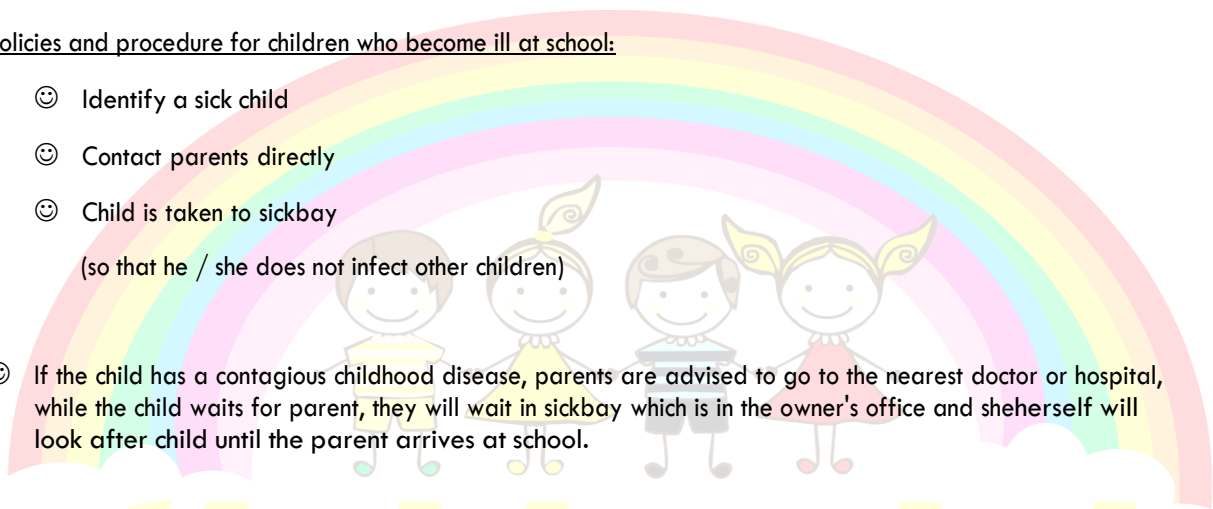 olicies and procedure for children who become ill at school:
☺ Identify a sick child
☺ Contact parents directly
☺ Child is taken to sickbay
(so that he / she does not infect other children)
☺ If the child has a contagious childhood disease, parents are advised to go to the nearest doctor or hospital,
while the child waits for parent, they will wait in sickbay which is in the owner's office and sheherself will
look after child until the parent arrives at school.